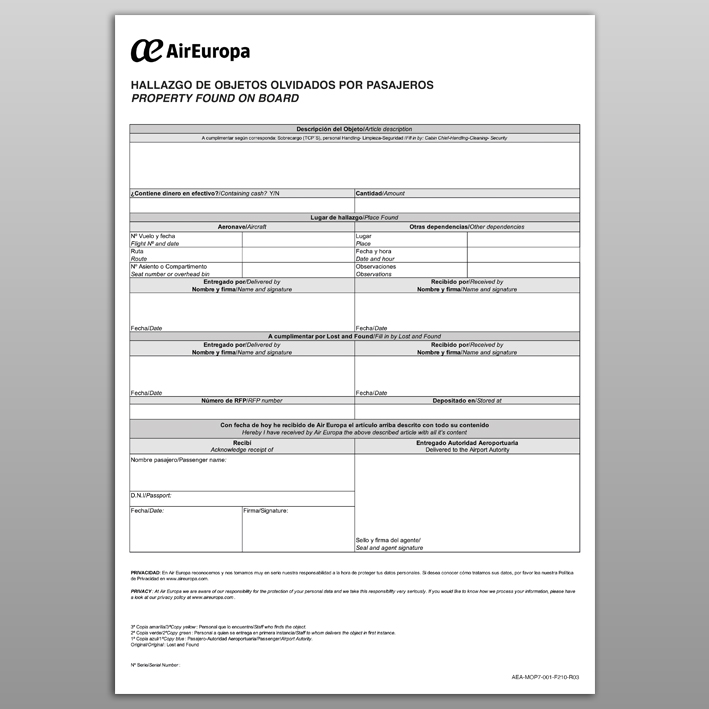 AirEuropa
HALLAZGO DE OBJETOS OLVIDADOS POR PASAJEROS
PROPERTY FOUND ON BOARD
Descripción del Objeto/Article description
A cumplimentar según corresponda: Sobrecargo (TCP'S), personal Handling- Limpieza-Seguridad /Fill in by: Cabin Chief-Handling-Cleaning- Security
¿Contiene dinero en efectivo?/Containing cash? Y/N
Cantidad/Amount
Lugar de hallazgo/Place Found
Aeronave/Aircraft
Otras dependencias/Other dependencies
Nº Vuelo y fecha
Flight Nº and date
Lugar
Place
Ruta
Route
Fecha y hora
Date and hour
Nº Asiento o Compartimento
Seat number or overhead bin
Observaciones
Observations
Entregado por/Delivered by
Nombre y firma/Name and signature
Recibido por/Received by
Nombre y firma/Name and signature
Fecha/Date
Fecha/Date
A cumplimentar por Lost and Found/Fill in by Lost and Found
Entregado por/Delivered by
Nombre y firma/Name and signature
Recibido por/Received by
Nombre y firma/Name and signature
Fecha/Date
Fecha/Date
Número de RFP/RFP number
Depositado en/Stored at
Con fecha de hoy he recibido de Air Europa el artículo arriba descrito con todo su contenido
Hereby I have received by Air Europa the above described article with all it's content
Recibí
Acknowledge receipt of
Entregado Autoridad Aeroportuaria
Delivered to the Airport Autority
Nombre pasajero/Passenger name:
D.N.I/Passport:
Fecha/Date:
Firma/Signature:
Sello y firma del agente/
Seal and agent signature
PRIVACIDAD: En Air Europa reconocemos y nos tomamos muy en serio nuestra responsabilidad a la hora de proteger tus datos personales. Si desea conocer cómo tratamos sus datos, por favor lea nuestra Política
de Privacidad en www.aireuropa.com.
PRIVACY: At Air Europa we are aware of our responsibility for the protection of your personal data and we take this responsibility very seriously. If you would like to know how we process your information, please have
a look at our privacy policy at www.aireuropa.com.
3ª Copia amarilla/3ªCopy yellow: Personal que lo encuentre/Staff who finds the object.
2ª Copia verde/2ªCopy green: Personal a quien se entrega en primera instancia/Staff to whom delivers the object in first instance.
1ª Copia azul/1ªCopy blue: Pasajero-Autoridad Aeroportuaria/Passenger/Airport Autority.
Original/Original: Lost and Found
Nº Serie/Serial Number:
AEA-MOP7-001-F210-R03